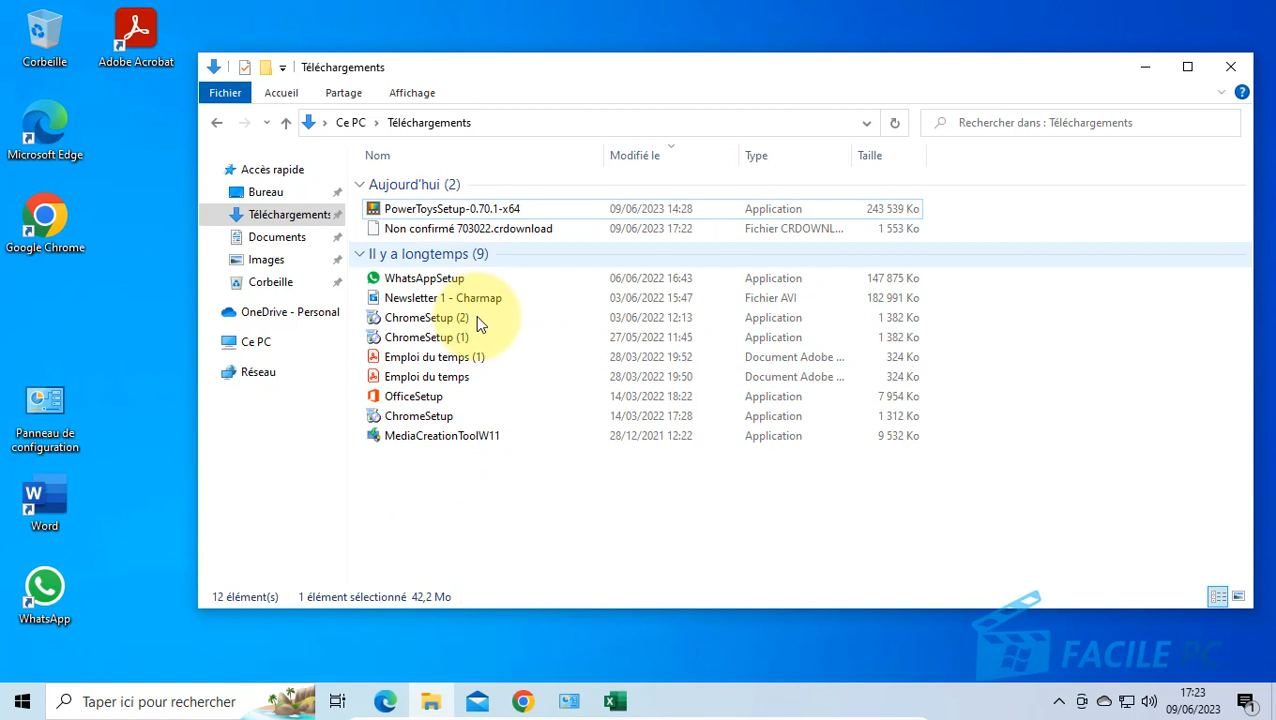 Corbeille
Adobe Acrobat
Microsoft Edge
Google Chrome
Panneau de
configuration
Word
WhatsApp
Téléchargements
Fichier
Accueil
Partage
Affichage
Ce PC
Téléchargements
Rechercher dans : Téléchargements
Accès rapide
Bureau
Téléchargements
Documents
Images
Corbeille
OneDrive - Personal
Ce PC
Réseau
Nom Modifié le Type Taille
Aujourd'hui (2)
PowerToysSetup-0.70.1-x64 09/06/2023 14:28 Application 243 539 Ko
Non confirmé 703022.crdownload 09/06/2023 17:22 Fichier CRDOWNL... 1 553 Ko
Il y a longtemps (9)
WhatsAppSetup 06/06/2022 16:43 Application 147 875 Ko
Newsletter 1 - Charmap 03/06/2022 15:47 Fichier AVI 182 991 Ko
ChromeSetup (2) 03/06/2022 12:13 Application 1 382 Ko
ChromeSetup (1) 27/05/2022 11:45 Application 1 382 Ko
Emploi du temps (1) 28/03/2022 19:52 Document Adobe ... 324 Ko
Emploi du temps 28/03/2022 19:50 Document Adobe ... 324 Ko
OfficeSetup 14/03/2022 18:22 Application 7 954 Ko
ChromeSetup 14/03/2022 17:28 Application 1 312 Ko
MediaCreationToolW11 28/12/2021 12:22 Application 9 532 Ko
12 élément(s) 1 élément sélectionné 42,2 Mo
FACILE PC
Taper ici pour rechercher
17:23
09/06/2023
1